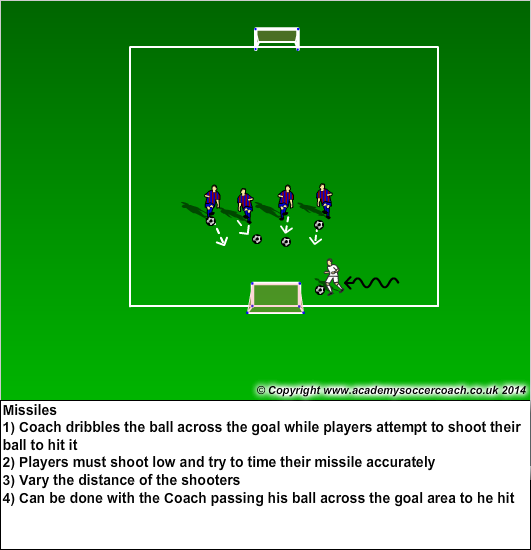 © Copyright www.academysoccercoach.co.uk 2014
Missiles
1) Coach dribbles the ball across the goal while players attempt to shoot their
ball to hit it
2) Players must shoot low and try to time their missile accurately
3) Vary the distance of the shooters
4) Can be done with the Coach passing his ball across the goal area to he hit